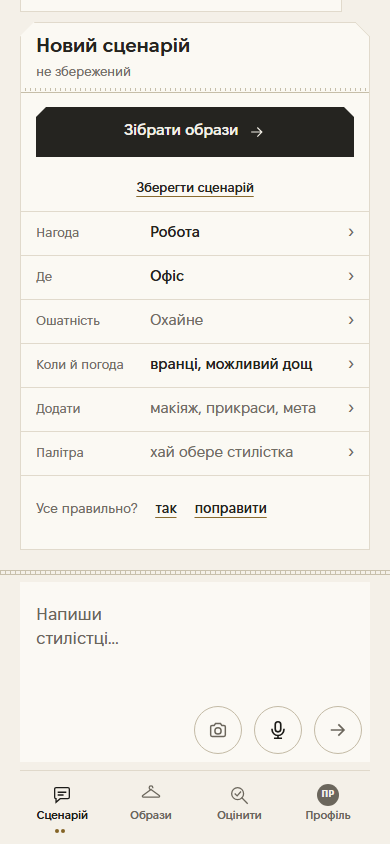 Новий сценарій
не збережений
Зібрати образи →
Зберегти сценарій
Нагода Робота ›
Де Офіс ›
Ошатність Охайне ›
Коли й погода вранці, можливий дощ ›
Додати макіяж, прикраси, мета ›
Палітра хай обере стилістка ›
Усе правильно? так поправити
Напиши
стилістці...
Сценарій Образи Оцінити ПР Профіль